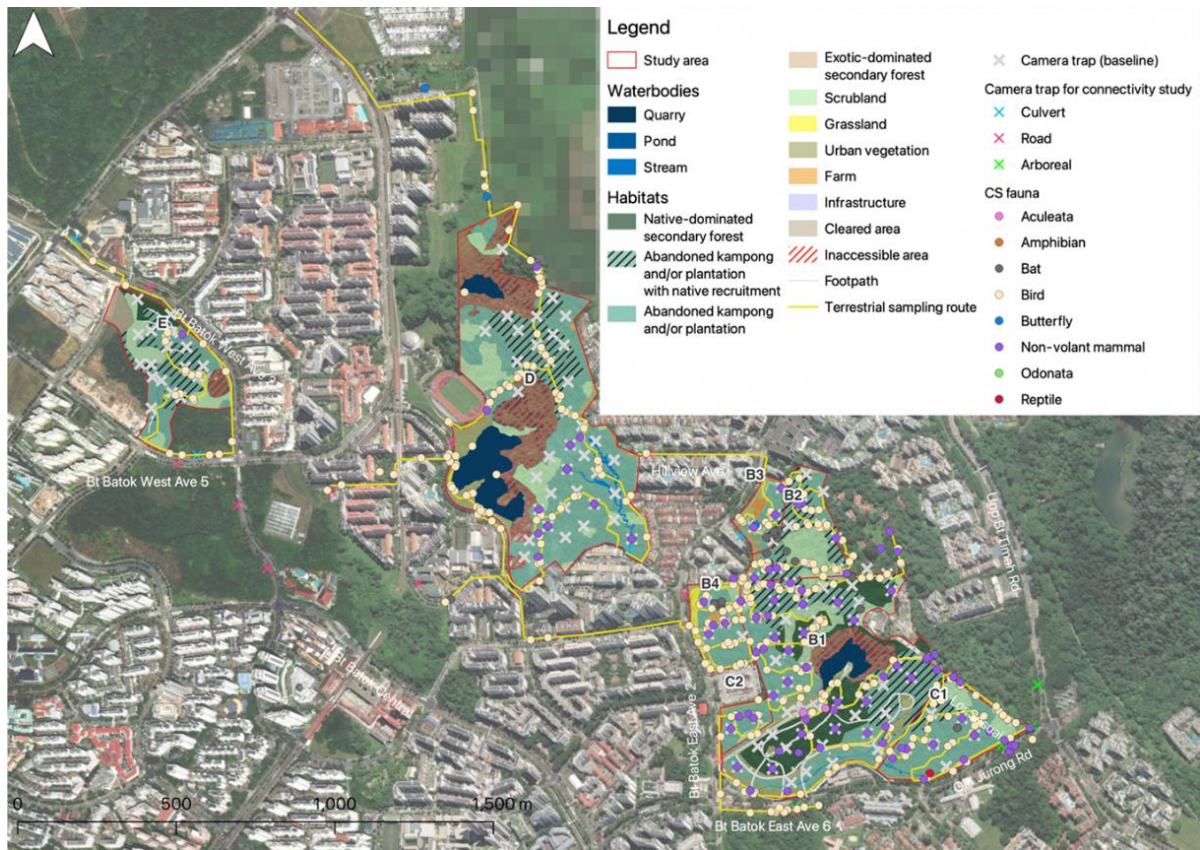 Legend
Study area
Waterbodies
Quarry
Pond
Stream
Habitats
Native-dominated
secondary forest
Abandoned kampong
and/or plantation
with native recruitment
Abandoned kampong
and/or plantation
Exotic-dominated
secondary forest
Scrubland
Grassland
Urban vegetation
Farm
Infrastructure
Cleared area
Inaccessible area
Footpath
Terrestrial sampling route
Camera trap (baseline)
Camera trap for connectivity study
Culvert
Road
Arboreal
CS fauna
Aculeata
Amphibian
Bat
Bird
Butterfly
Non-volant mammal
Odonata
Reptile
E
Bt Batok West Ave 5
D
Bt Batok West Ave 5
Hillview Ave
B3
B2
Upp Bt Timah Rd
B4
B1
C2
C1
Bt Batok Central
Bt Batok East Ave 2
Jurong Rd
Bt Batok East Ave 6
0
500
1,000
1,500 m